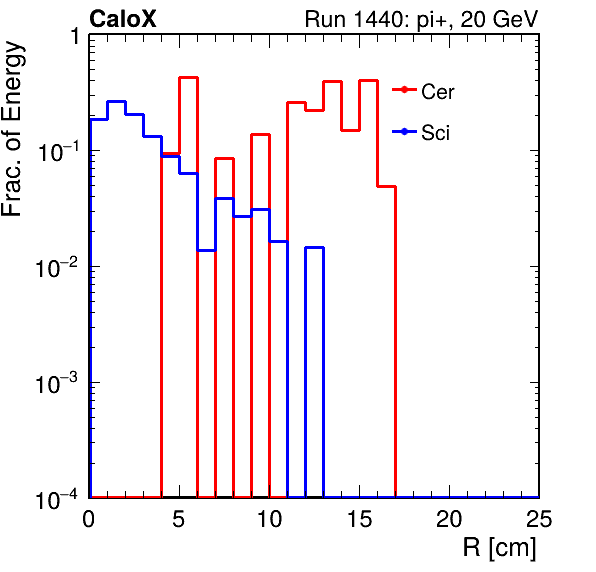 CaloX Run 1440: pi+, 20 GeV
Frac. of Energy
1
10⁻¹
10⁻²
10⁻³
10⁻⁴
Cer
Sci
0 5 10 15 20 25
R [cm]